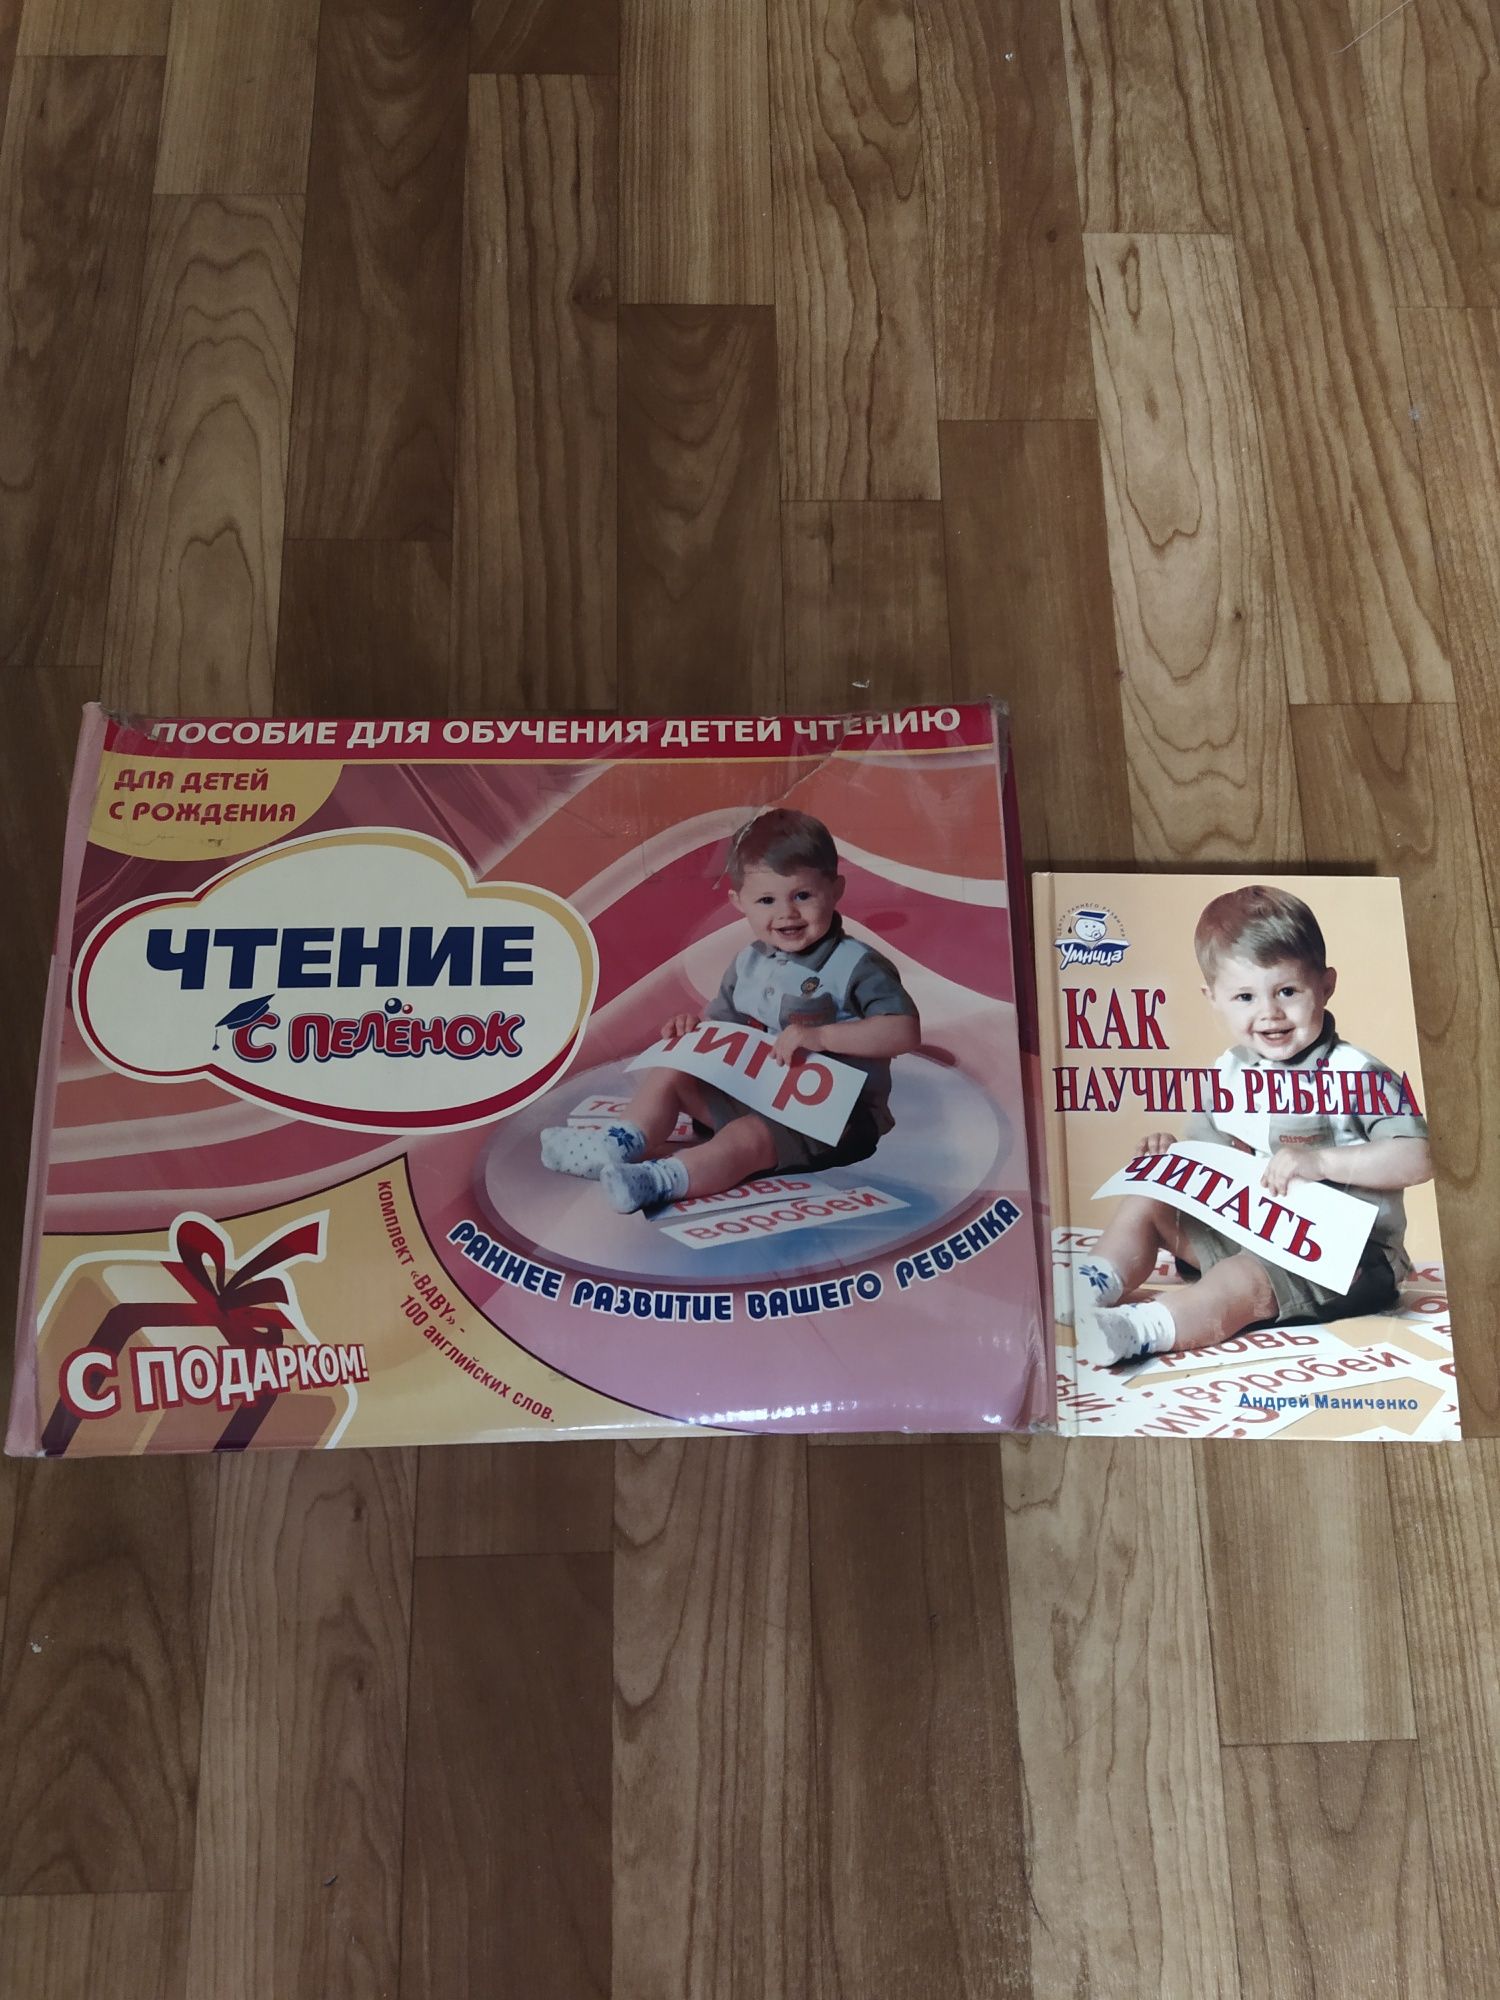 ПОСОБИЕ ДЛЯ ОБУЧЕНИЯ ДЕТЕЙ ЧТЕНИЮ
ДЛЯ ДЕТЕЙ
С РОЖДЕНИЯ
ЧТЕНИЕ
С ПЕЛЁНОК
тигр
воробей
РАННЕЕ РАЗВИТИЕ ВАШЕГО РЕБЕНКА
комплект «BABY» -
100 английских слов.
С ПОДАРКОМ!
Умница
КАК
НАУЧИТЬ РЕБЁНКА
ЧИТАТЬ
воробей
Андрей Маниченко